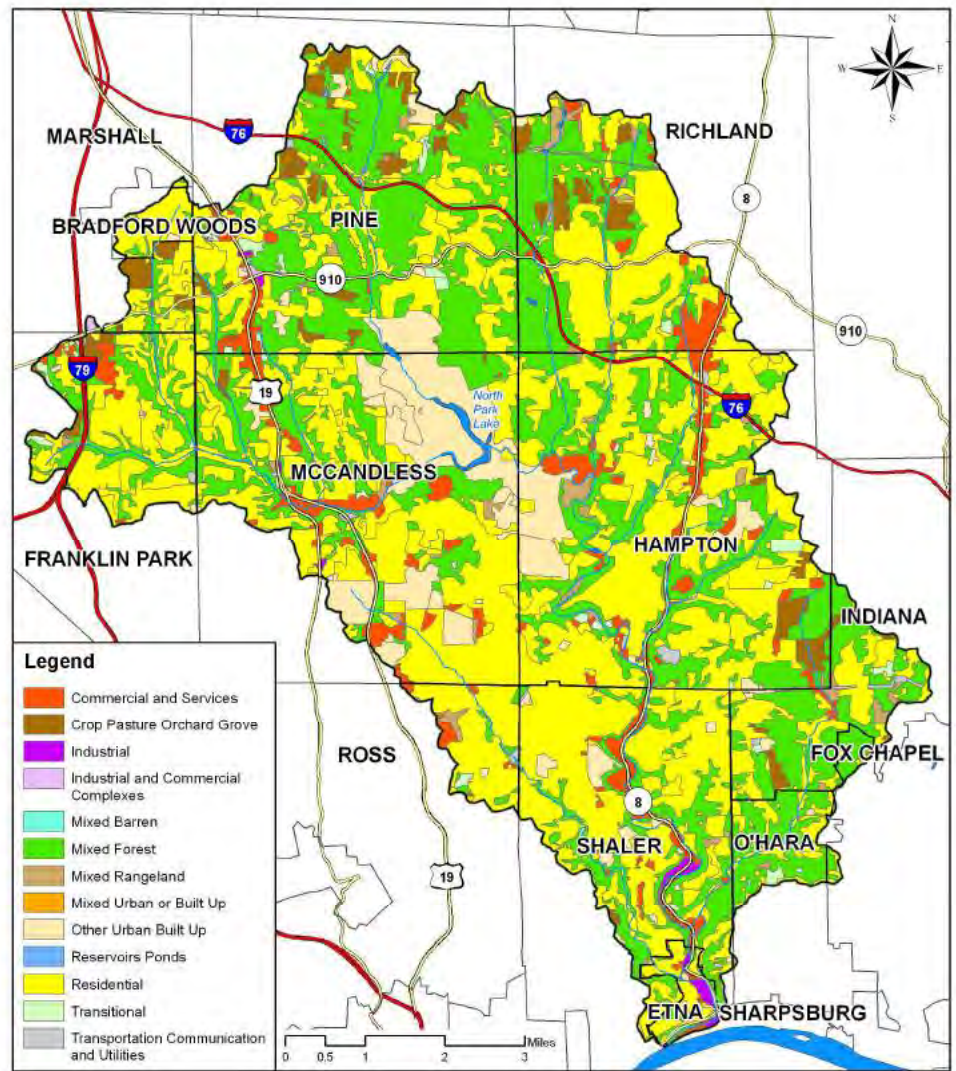 N
W E
S
MARSHALL
76
RICHLAND
8
BRADFORD WOODS
PINE
910
910
79
19
North
Park
Lake
76
MCCANDLESS
HAMPTON
FRANKLIN PARK
INDIANA
ROSS
FOX CHAPEL
8
SHALER
O'HARA
19
ETNA
SHARPSBURG
Legend
Commercial and Services
Crop Pasture Orchard Grove
Industrial
Industrial and Commercial
Complexes
Mixed Barren
Mixed Forest
Mixed Rangeland
Mixed Urban or Built Up
Other Urban Built Up
Reservoirs Ponds
Residential
Transitional
Transportation Communication
and Utilities
Miles
0 0.5 1 2 3